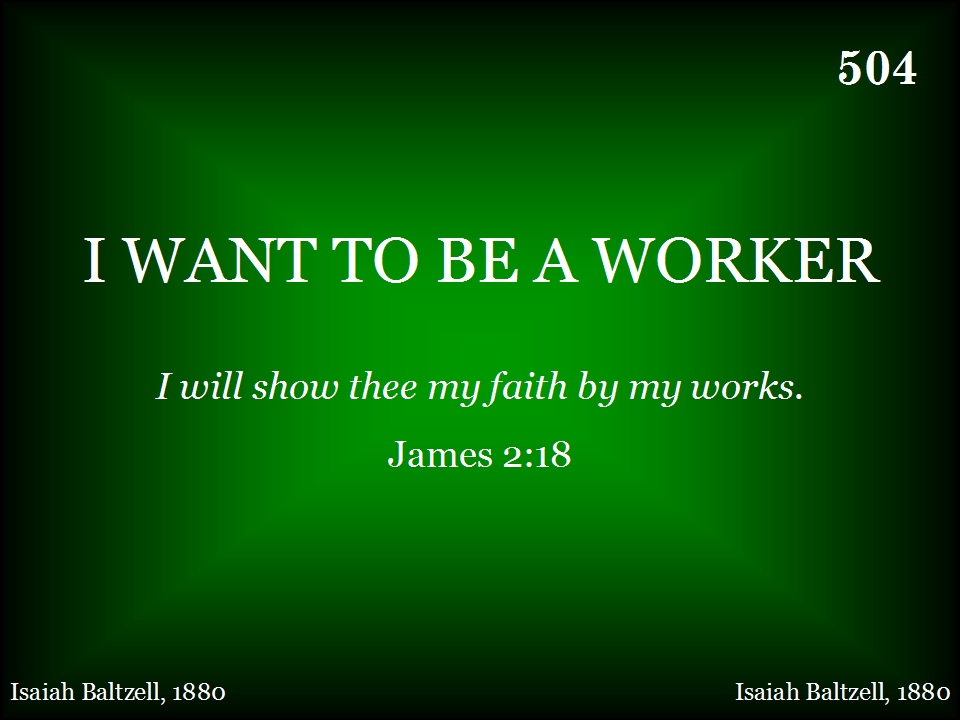 504
I WANT TO BE A WORKER
I will show thee my faith by my works.
James 2:18
Isaiah Baltzell, 1880
Isaiah Baltzell, 1880